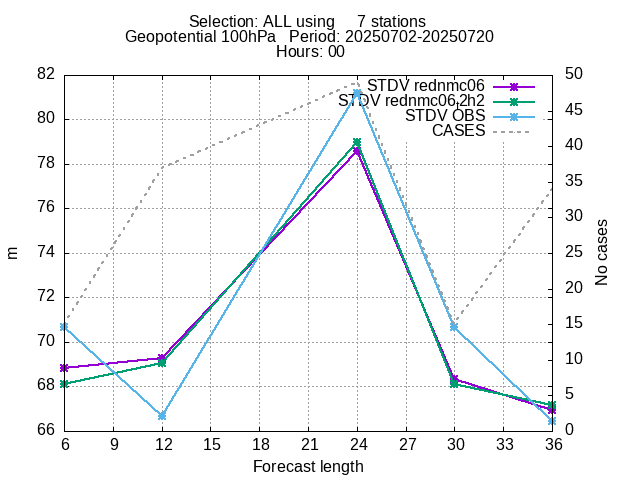 Selection: ALL using 7 stations
Geopotential 100hPa Period: 20250702-20250720
Hours: 00
STDV rednmc06
STDV rednmc06.2h2
STDV OBS
CASES
82
80
78
76
74
72
70
68
66
50
45
40
35
30
25
20
15
10
5
0
m
No cases
6 9 12 15 18 21 24 27 30 33 36
Forecast length